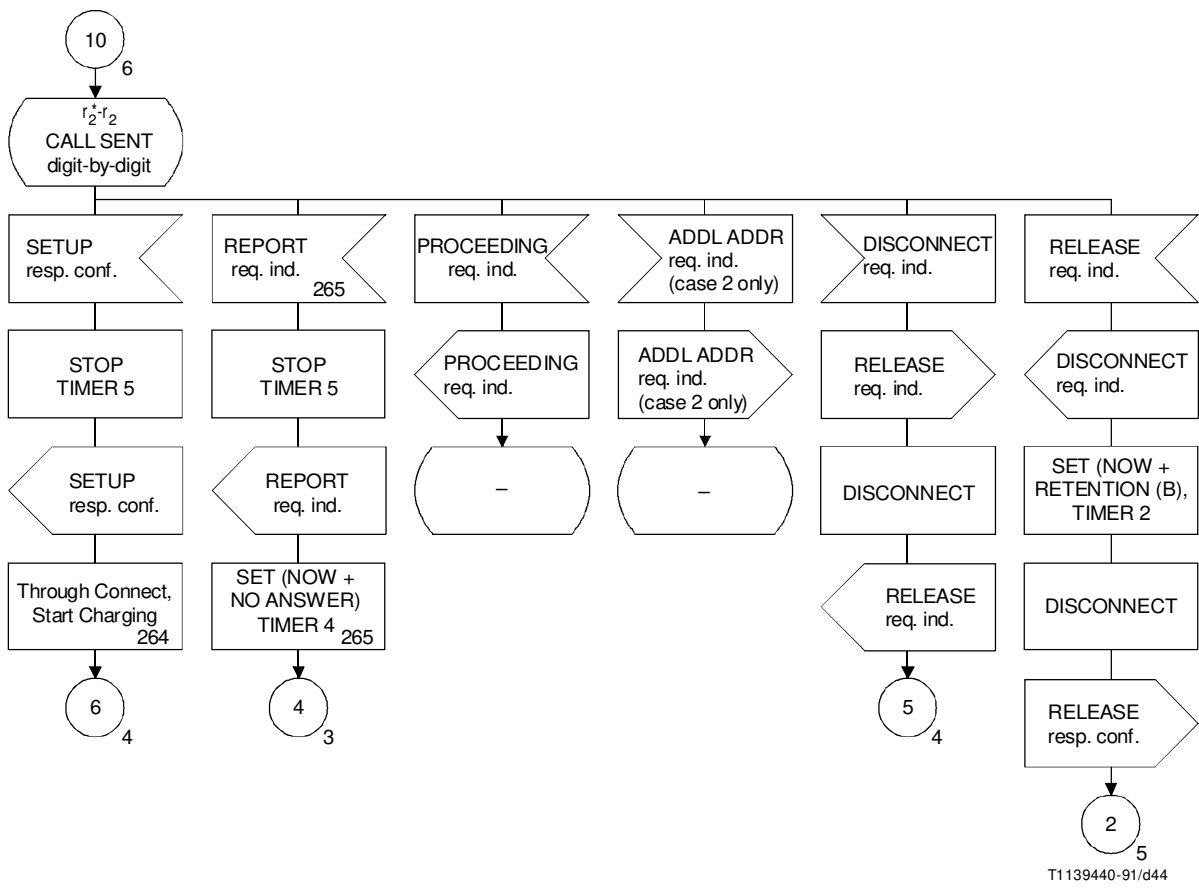 10
6
r₂*-r₂
CALL SENT
digit-by-digit
SETUP
resp. conf.
REPORT
req. ind.
265
PROCEEDING
req. ind.
ADDL ADDR
req. ind.
(case 2 only)
DISCONNECT
req. ind.
RELEASE
req. ind.
STOP
TIMER 5
STOP
TIMER 5
PROCEEDING
req. ind.
ADDL ADDR
req. ind.
(case 2 only)
RELEASE
req. ind.
DISCONNECT
req. ind.
SETUP
resp. conf.
REPORT
req. ind.
–
–
DISCONNECT
SET (NOW +
RETENTION (B),
TIMER 2
Through Connect,
Start Charging
264
SET (NOW +
NO ANSWER)
TIMER 4
265
RELEASE
req. ind.
DISCONNECT
6
4
4
3
5
4
RELEASE
resp. conf.
2
5
T1139440-91/d44